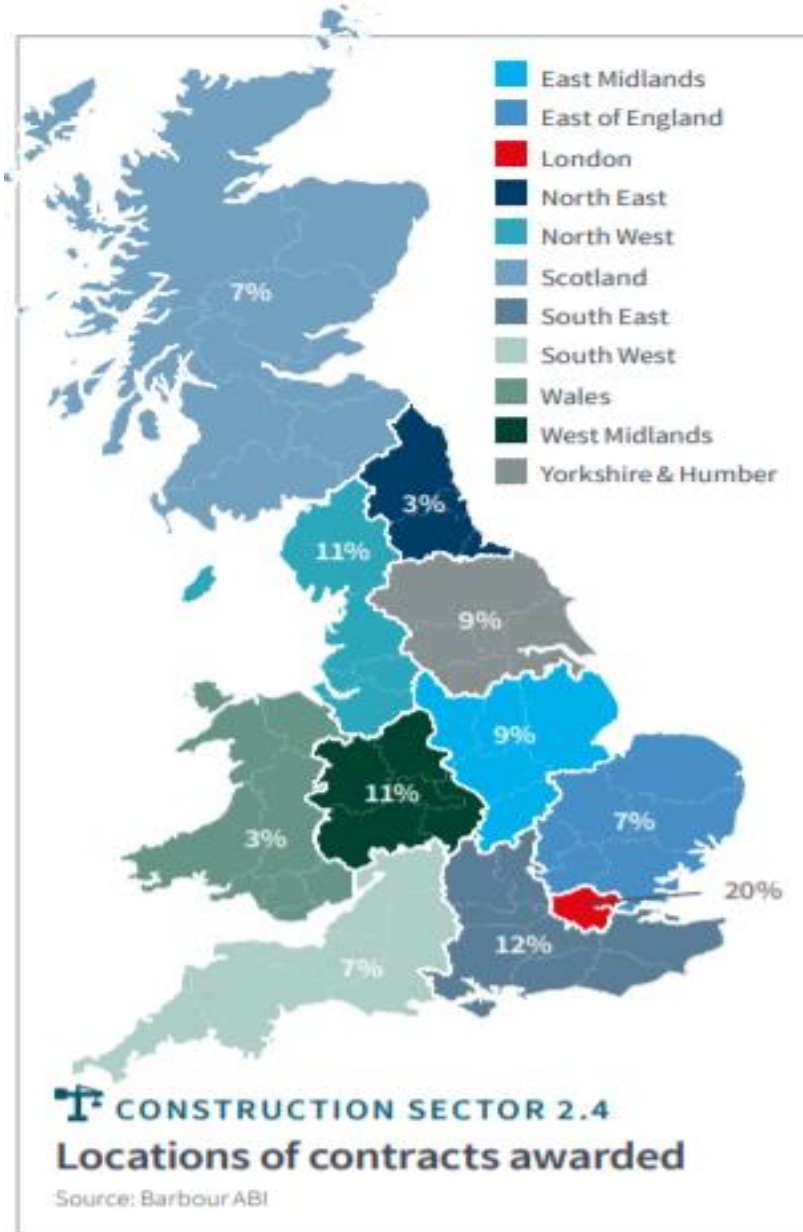 East Midlands
East of England
London
North East
North West
Scotland
South East
South West
Wales
West Midlands
Yorkshire & Humber
7%
3%
11%
9%
9%
11%
7%
3%
20%
12%
7%
CONSTRUCTION SECTOR 2.4
Locations of contracts awarded
Source: Barbour ABI